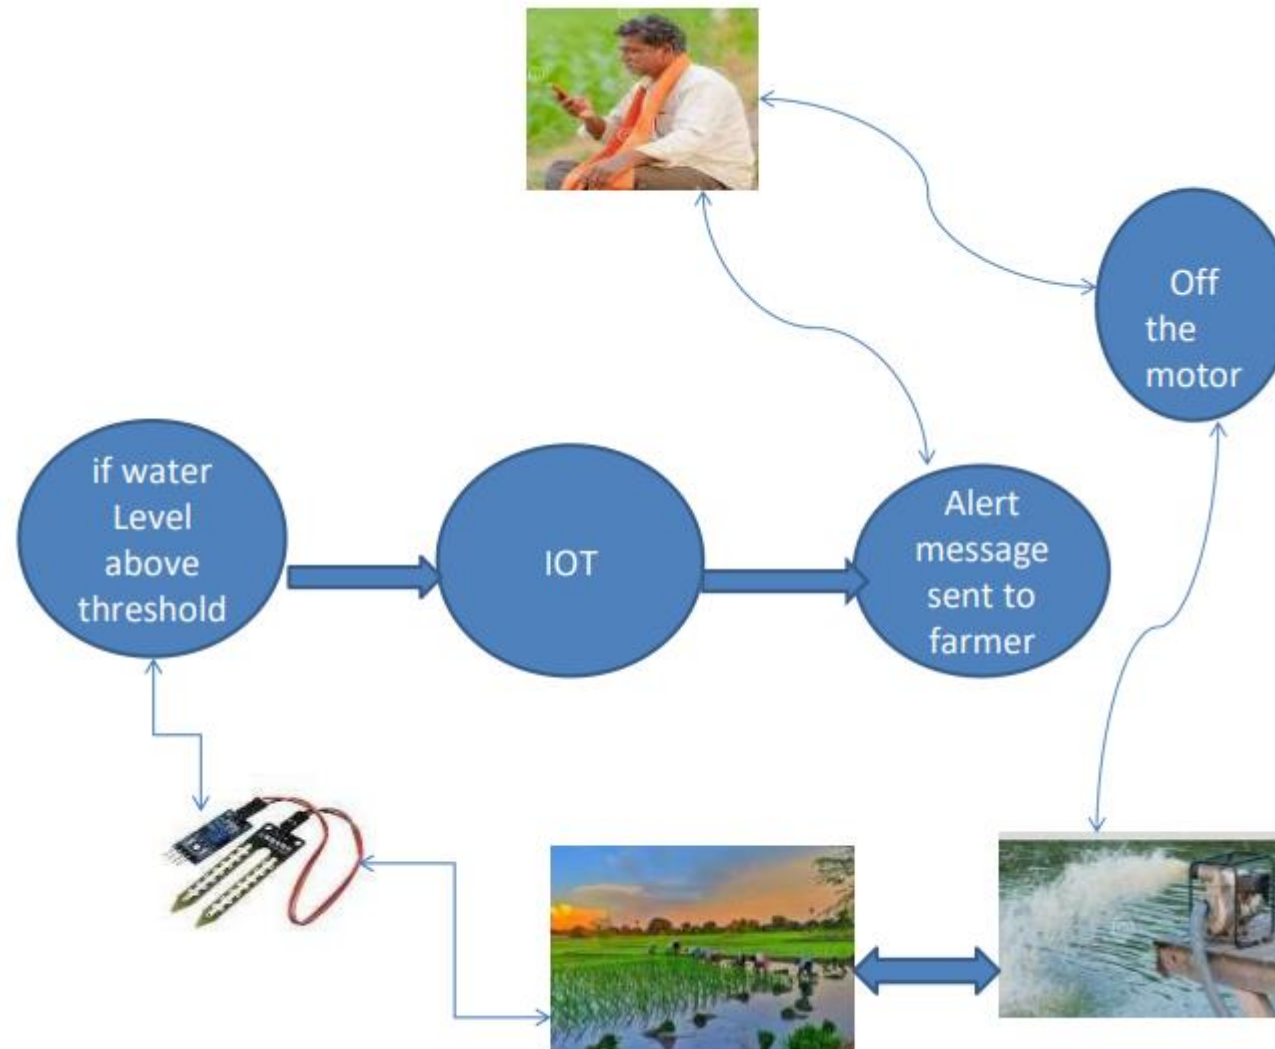 Off
the
motor
if water
Level
above
threshold
IOT
Alert
message
sent to
farmer